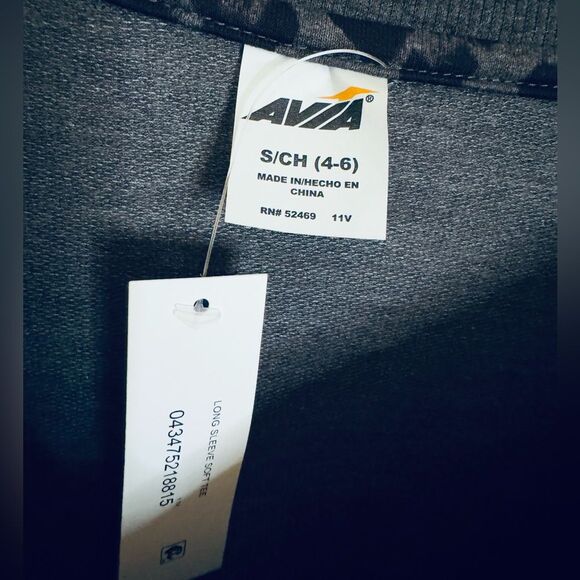 AVIA®
S/CH (4-6)
MADE IN/HECHO EN
CHINA
RN# 52469 11V
LONG SLEEVE SOFT TEE
043475218815